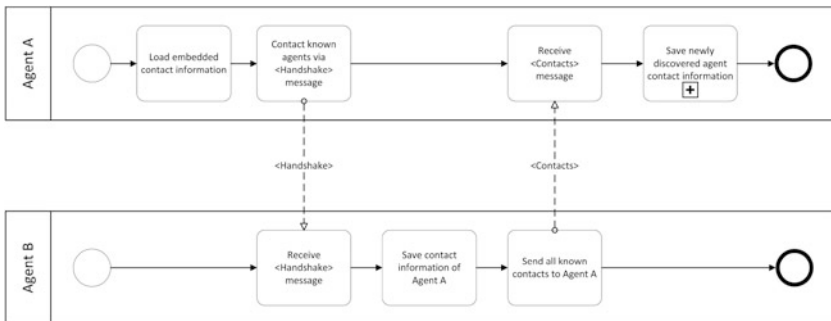 Agent A
Load embedded
contact information
Contact known
agents via
<Handshake>
message
Receive
<Contacts>
message
Save newly
discovered agent
contact information
<Handshake>
<Contacts>
Agent B
Receive
<Handshake>
message
Save contact
information of
Agent A
Send all known
contacts to Agent A